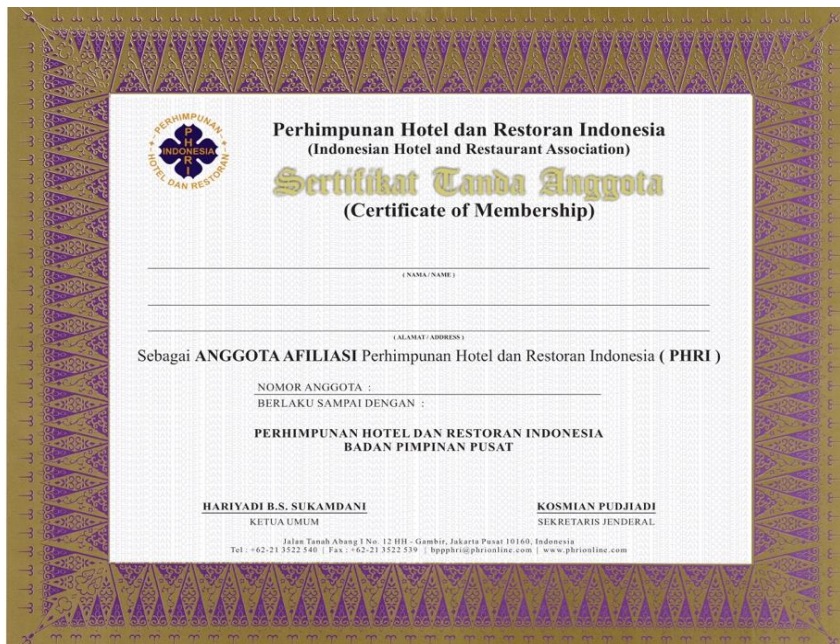 PERHIMPUNAN
PHRI
INDONESIA
HOTEL DAN RESTORAN
Perhimpunan Hotel dan Restoran Indonesia
(Indonesian Hotel and Restaurant Association)
Sertifikat Tanda Anggota
(Certificate of Membership)
( NAMA / NAME )
( ALAMAT / ADDRESS )
Sebagai ANGGOTA AFILIASI Perhimpunan Hotel dan Restoran Indonesia ( PHRI )
NOMOR ANGGOTA :
BERLAKU SAMPAI DENGAN :
PERHIMPUNAN HOTEL DAN RESTORAN INDONESIA
BADAN PIMPINAN PUSAT
HARIYADI B.S. SUKAMDANI
KETUA UMUM
KOSMIAN PUDJIADI
SEKRETARIS JENDERAL
Jalan Tanah Abang I No. 12 HH - Gambir, Jakarta Pusat 10160, Indonesia
Tel : +62-21 3522 540 | Fax : +62-21 3522 539 | bppphri@phrionline.com | www.phrionline.com